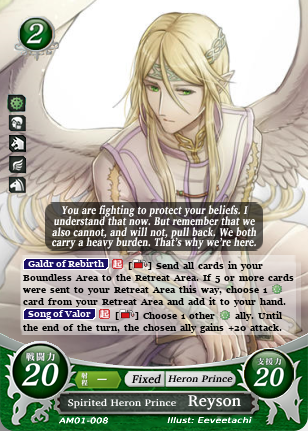 2
You are fighting to protect your beliefs. I
understand that now. But remember that we
also cannot, and will not, pull back. We both
carry a heavy burden. That's why we're here.
Galdr of Rebirth 起 [ ] Send all cards in your
Boundless Area to the Retreat Area. If 5 or more cards
were sent to your Retreat Area this way, choose 1
card from your Retreat Area and add it to your hand.
Song of Valor 起 [ ] Choose 1 other ally. Until
the end of the turn, the chosen ally gains +20 attack.
戦闘力
20
射程 一
Fixed
Heron Prince
支援力
20
Spirited Heron Prince Reyson
AM01-008
Illust: Eeveetachi